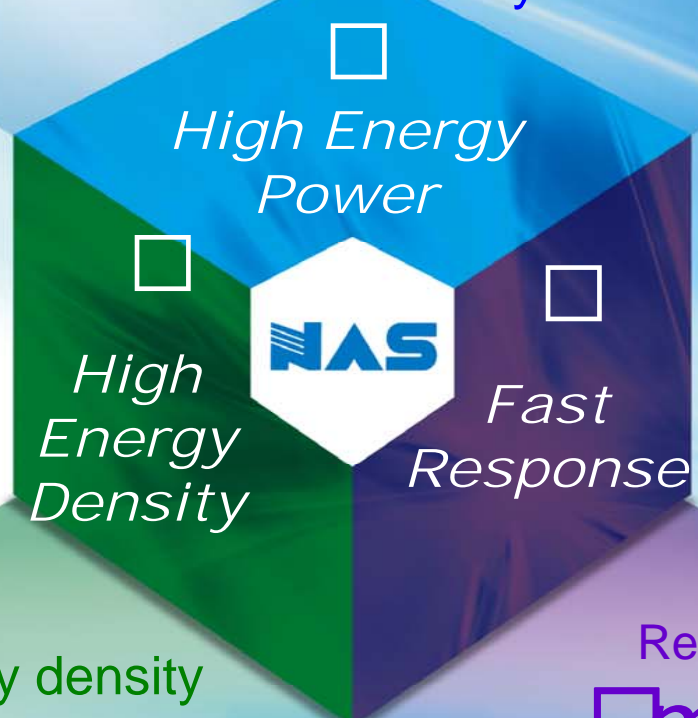 □
High Energy
Power
□
High
Energy
Density
NAS
□
Fast
Response
y density
Re